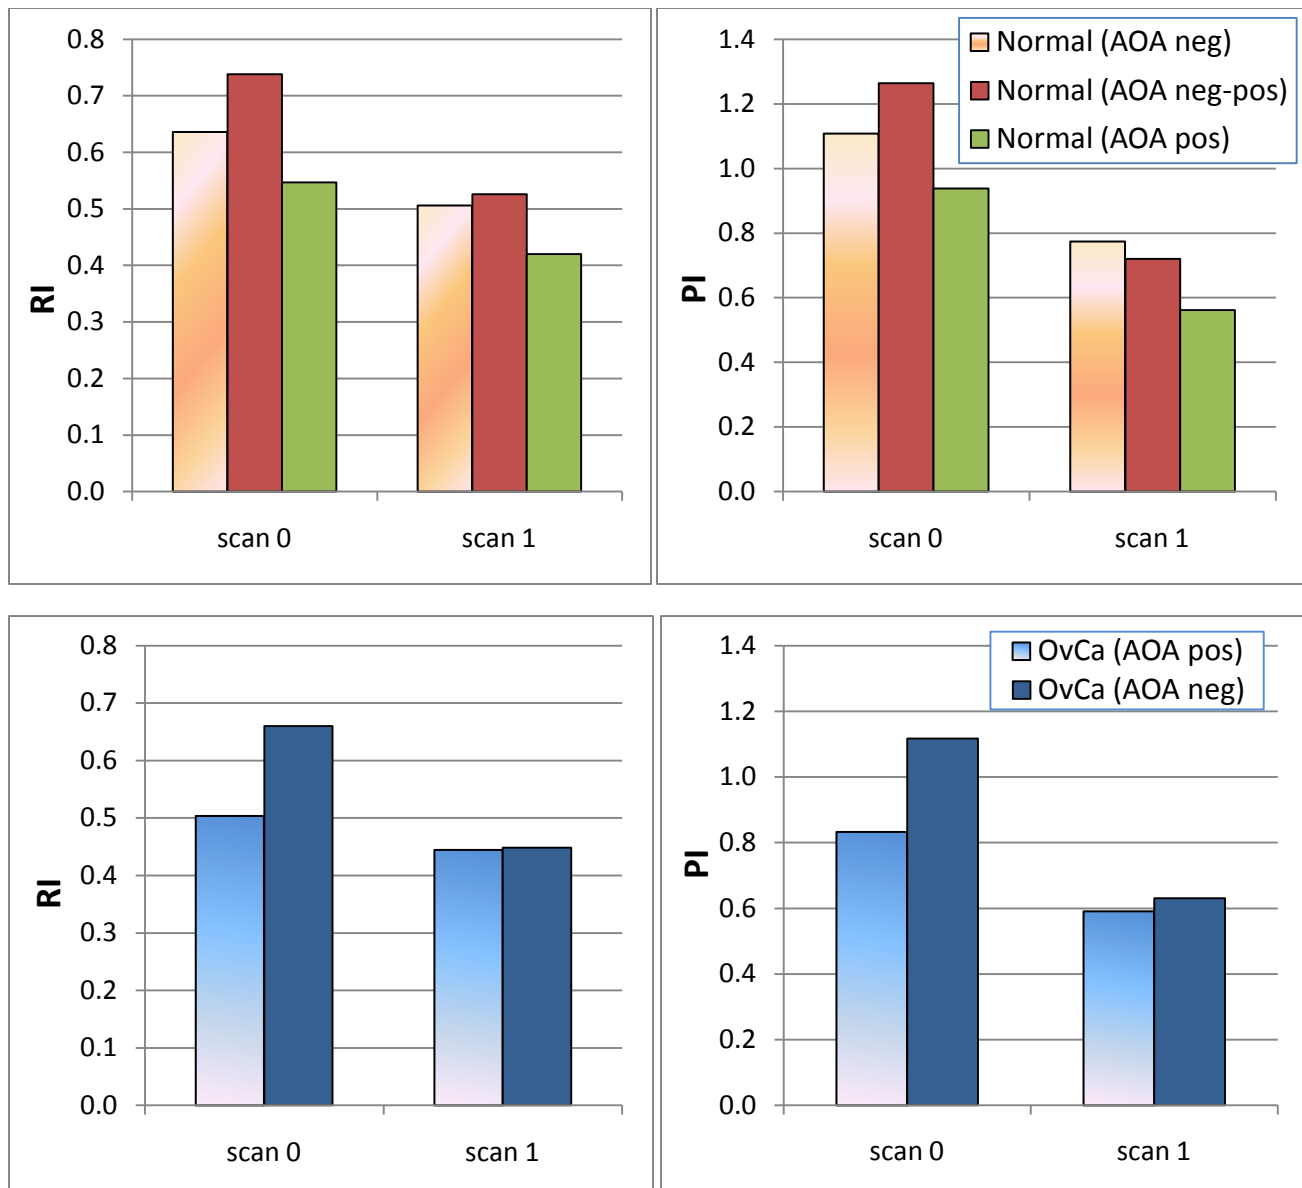 0.8
0.7
0.6
0.5
0.4
0.3
0.2
0.1
0.0
RI
scan 0
scan 1
1.4
1.2
1.0
0.8
0.6
0.4
0.2
0.0
PI
scan 0
scan 1
Normal (AOA neg)
Normal (AOA neg-pos)
Normal (AOA pos)
0.8
0.7
0.6
0.5
0.4
0.3
0.2
0.1
0.0
RI
scan 0
scan 1
1.4
1.2
1.0
0.8
0.6
0.4
0.2
0.0
PI
scan 0
scan 1
OvCa (AOA pos)
OvCa (AOA neg)